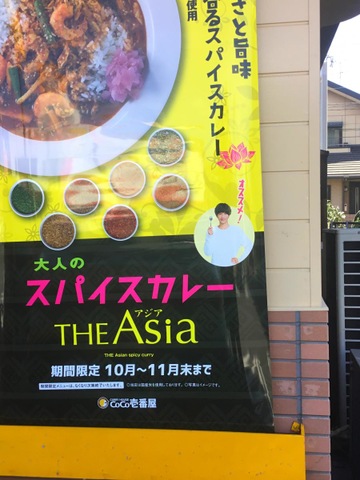 さと旨味
香るスパイスカレー
使用
オススメ!
大人の
スパイスカレー
アジア
THE Asia
THE Asian spicy curry
期間限定 10月〜11月末まで
CoCo壱番屋